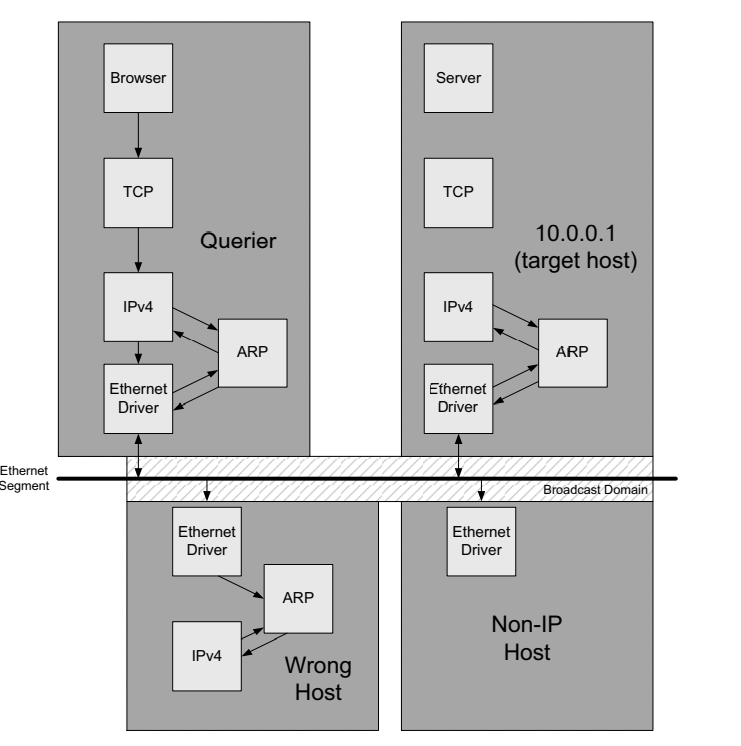 Browser
TCP
Querier
IPv4
ARP
Ethernet
Driver
Server
TCP
10.0.0.1
(target host)
IPv4
ARP
Ethernet
Driver
Ethernet
Segment
Broadcast Domain
Ethernet
Driver
ARP
IPv4
Wrong
Host
Ethernet
Driver
Non-IP
Host